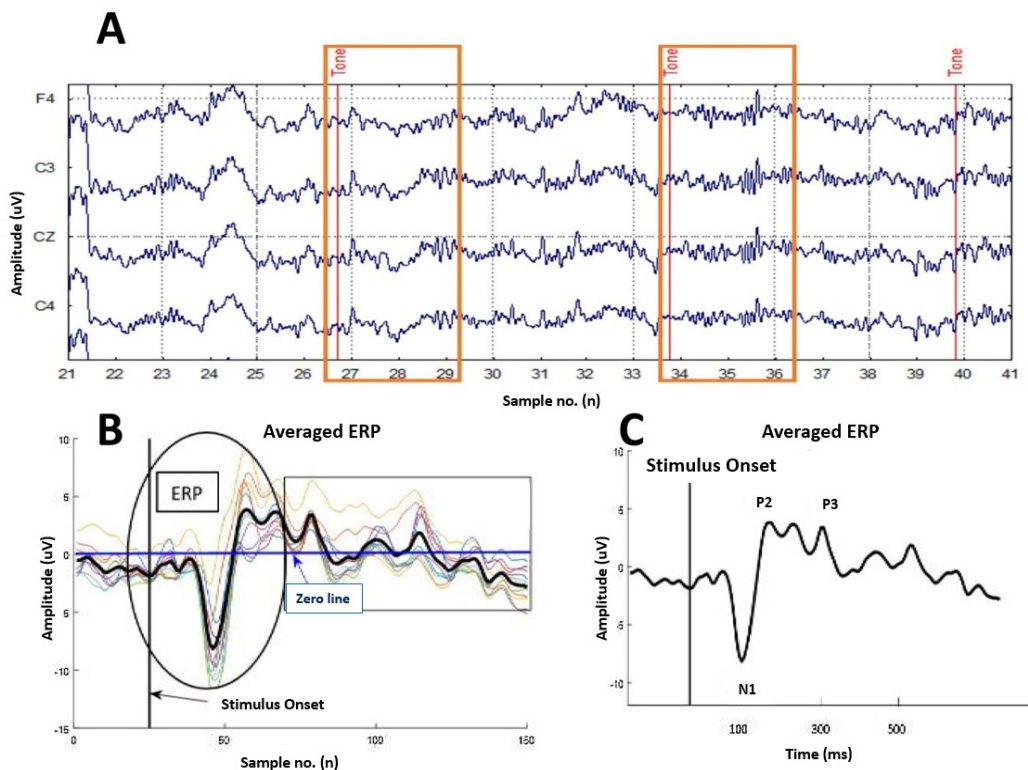 A
Tone
Tone
Tone
F4
C3
CZ
C4
Amplitude (uV)
21 22 23 24 25 26 27 28 29 30 31 32 33 34 35 36 37 38 39 40 41
Sample no. (n)
B
Averaged ERP
10
5
0
-5
-10
-15
Amplitude (uV)
ERP
Zero line
Stimulus Onset
0 50 100 150
Sample no. (n)
C
Averaged ERP
Stimulus Onset
10
5
0
-5
-10
Amplitude (uV)
P2
P3
N1
100 300 500
Time (ms)